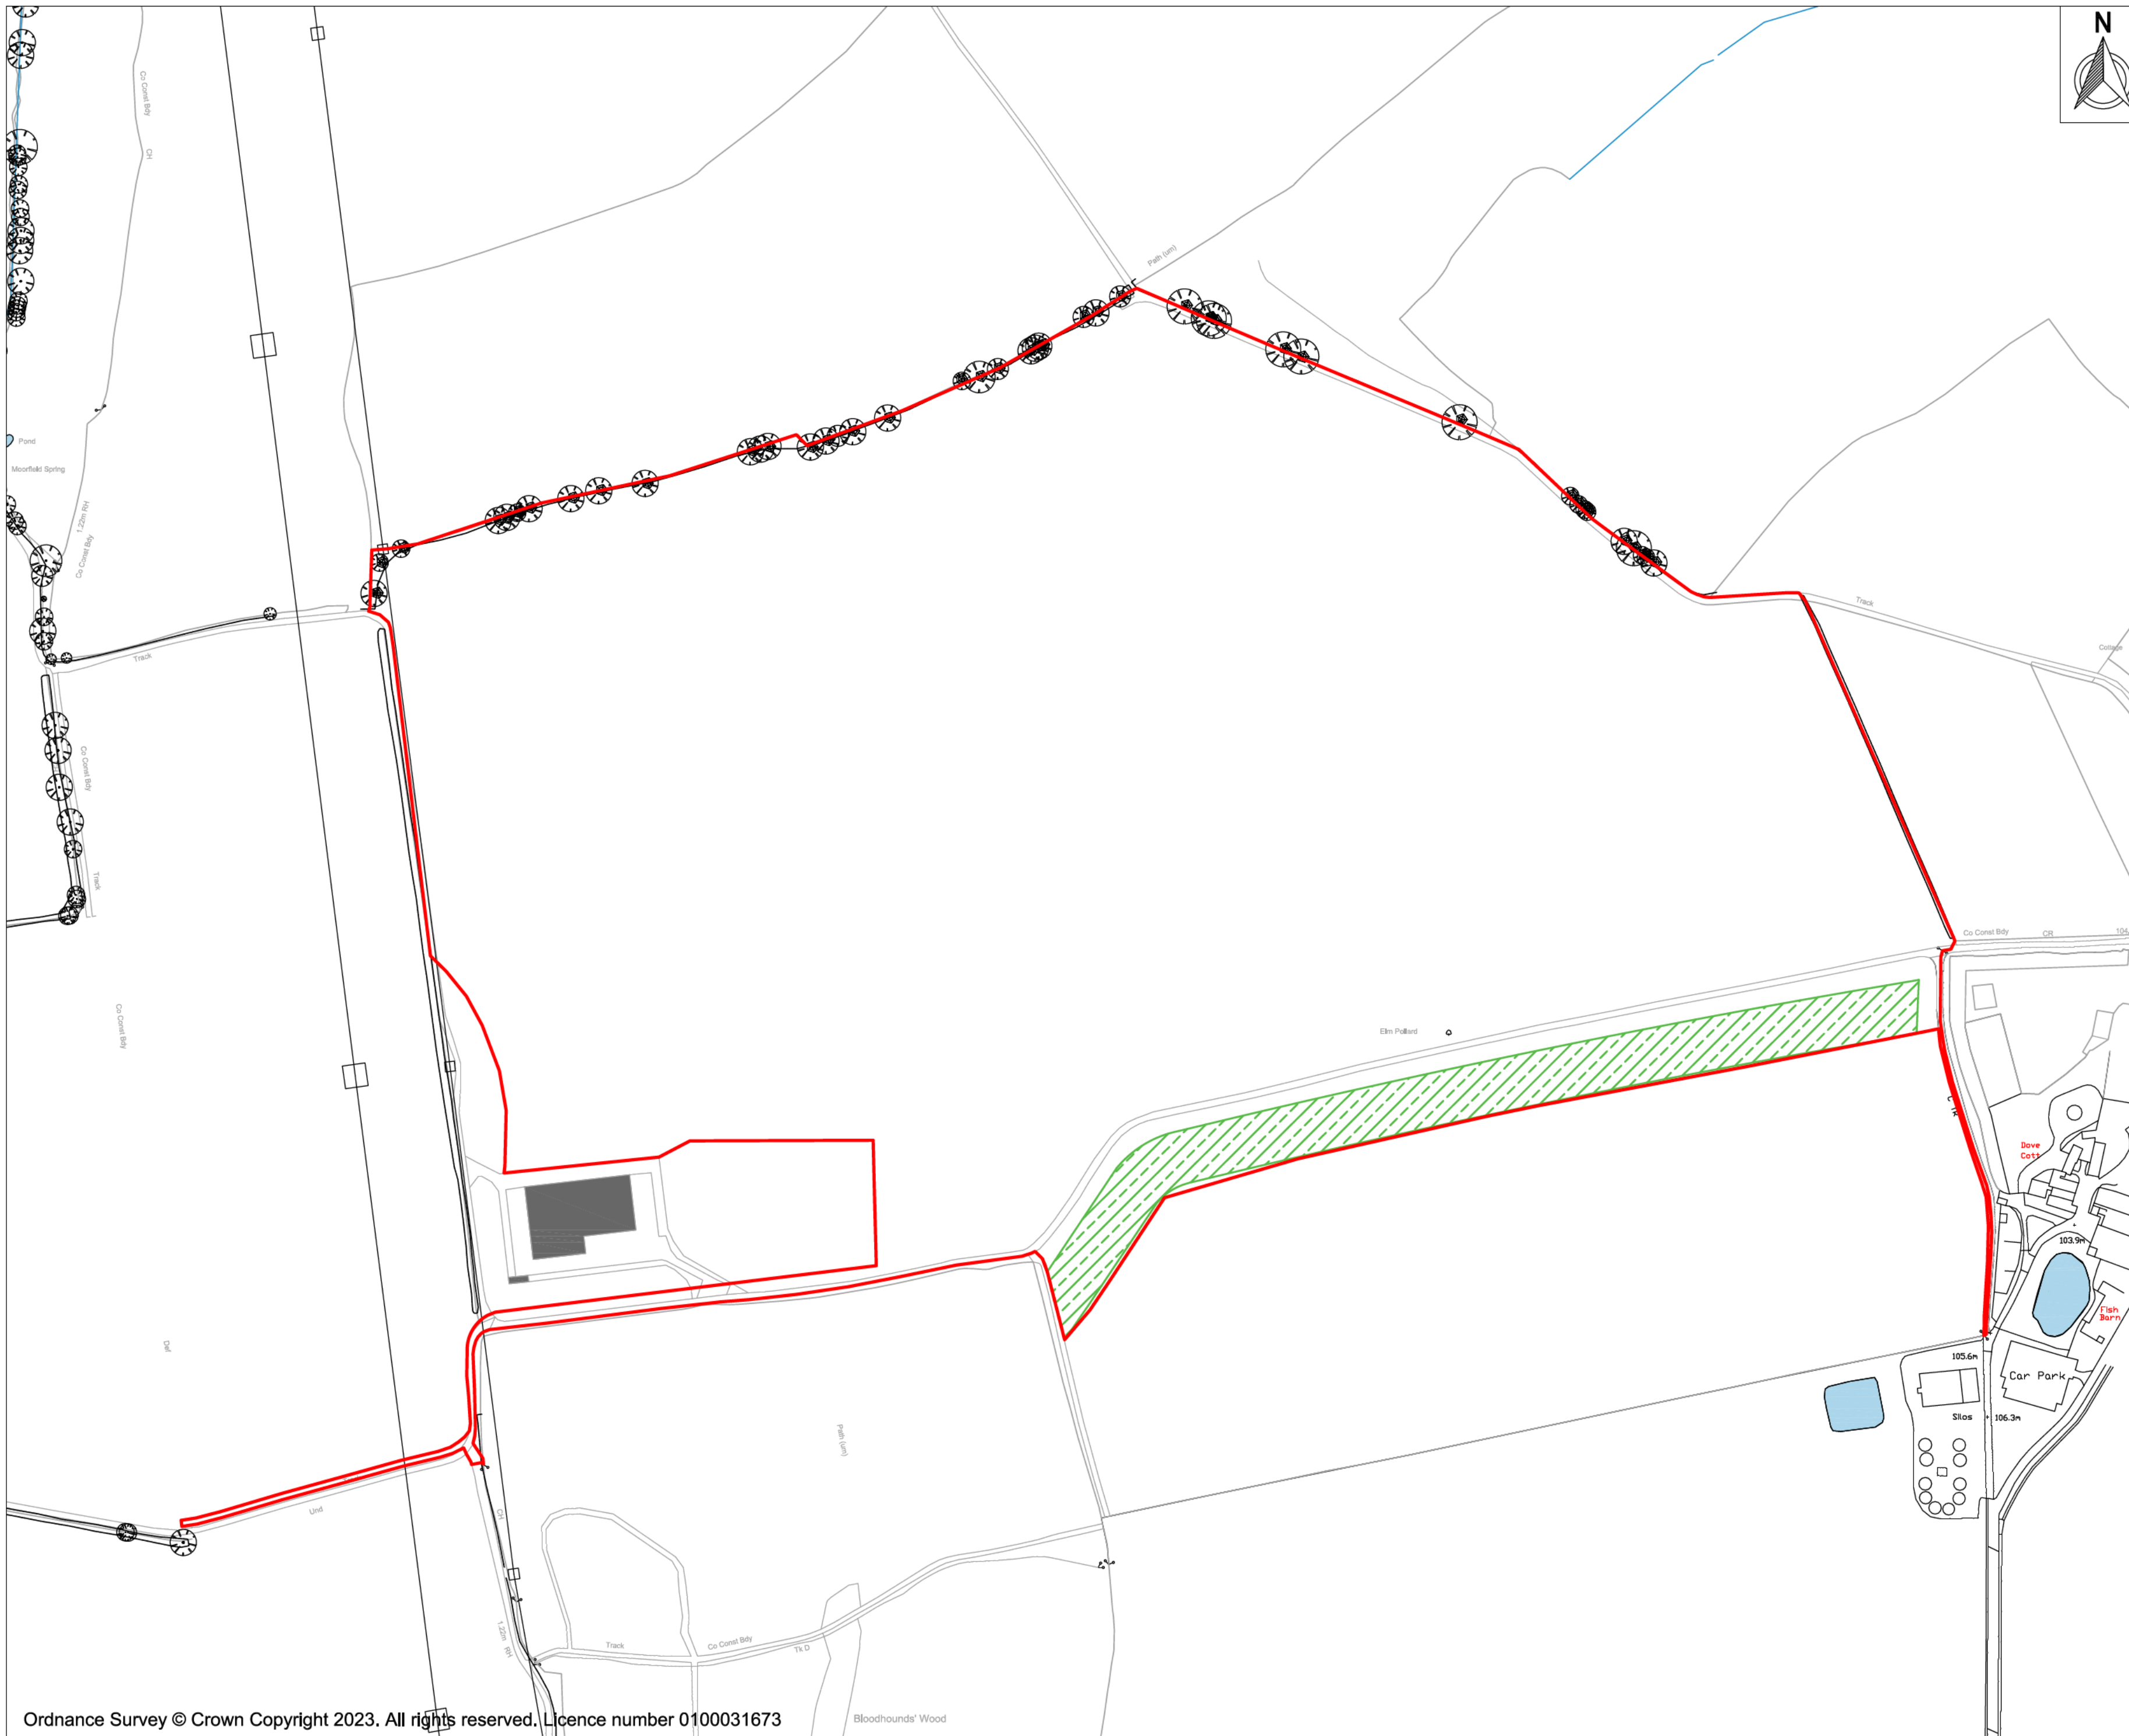 N
Co Const Bdy
CH
Path (um)
Pond
Moorfield Spring
1.22m RH
Co Const Bdy
Track
Track
Cottage
Co Const Bdy
Track
Co Const Bdy
CR
104
Co Const Bdy
Elm Pollard
Dove
Cott
103.9m
Fish
Barn
Def
105.6m
Car Park
Silos
106.3m
Path (um)
Und
CH
1.22m RH
Track
Co Const Bdy
Tk D
Bloodhounds' Wood
Ordnance Survey © Crown Copyright 2023. All rights reserved. Licence number 0100031673